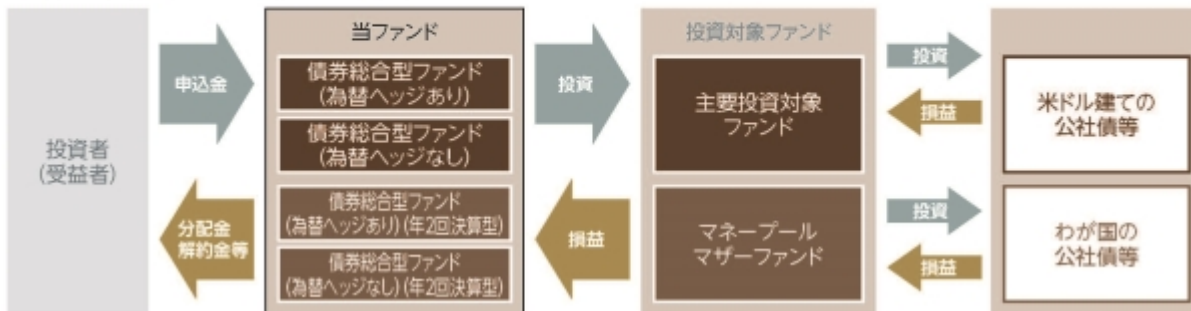 投資者
(受益者)
申込金
分配金
解約金等
当ファンド
債券総合型ファンド
(為替ヘッジあり)
債券総合型ファンド
(為替ヘッジなし)
債券総合型ファンド
(為替ヘッジあり)(年2回決算型)
債券総合型ファンド
(為替ヘッジなし)(年2回決算型)
投資
損益
投資対象ファンド
主要投資対象
ファンド
マネープール
マザーファンド
投資
損益
投資
損益
米ドル建ての
公社債等
わが国の
公社債等